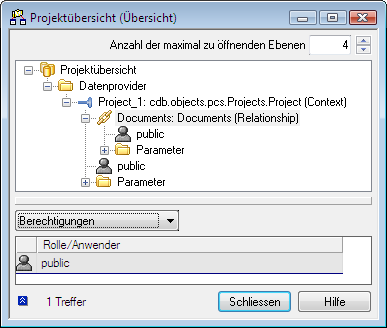 Projektübersicht (Übersicht)
Anzahl der maximal zu öffnenden Ebenen 4
Projektübersicht
Datenprovider
Project_1: cdb.objects.pcs.Projects.Project (Context)
Documents: Documents (Relationship)
public
Parameter
public
Parameter
Berechtigungen
Rolle/Anwender
public
1 Treffer Schliessen Hilfe